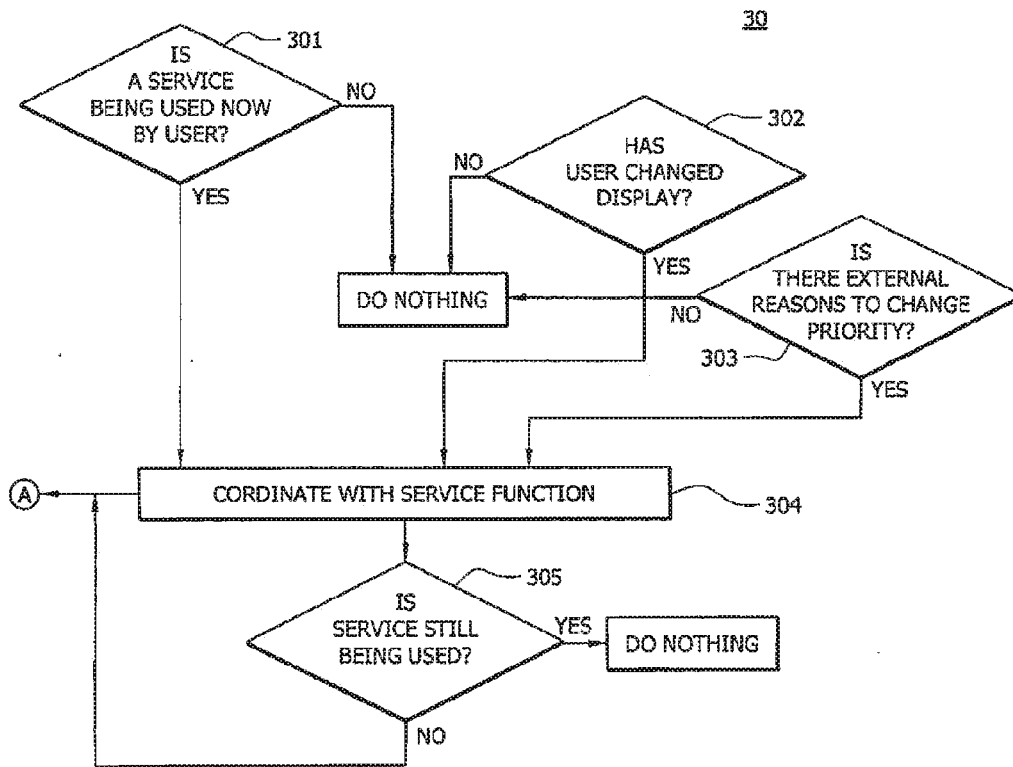 30
301
IS
A SERVICE
BEING USED NOW
BY USER?
NO
YES
302
HAS
USER CHANGED
DISPLAY?
NO
YES
DO NOTHING
IS
THERE EXTERNAL
REASONS TO CHANGE
PRIORITY?
NO
303
YES
A
CORDINATE WITH SERVICE FUNCTION
304
305
IS
SERVICE STILL
BEING USED?
YES
DO NOTHING
NO